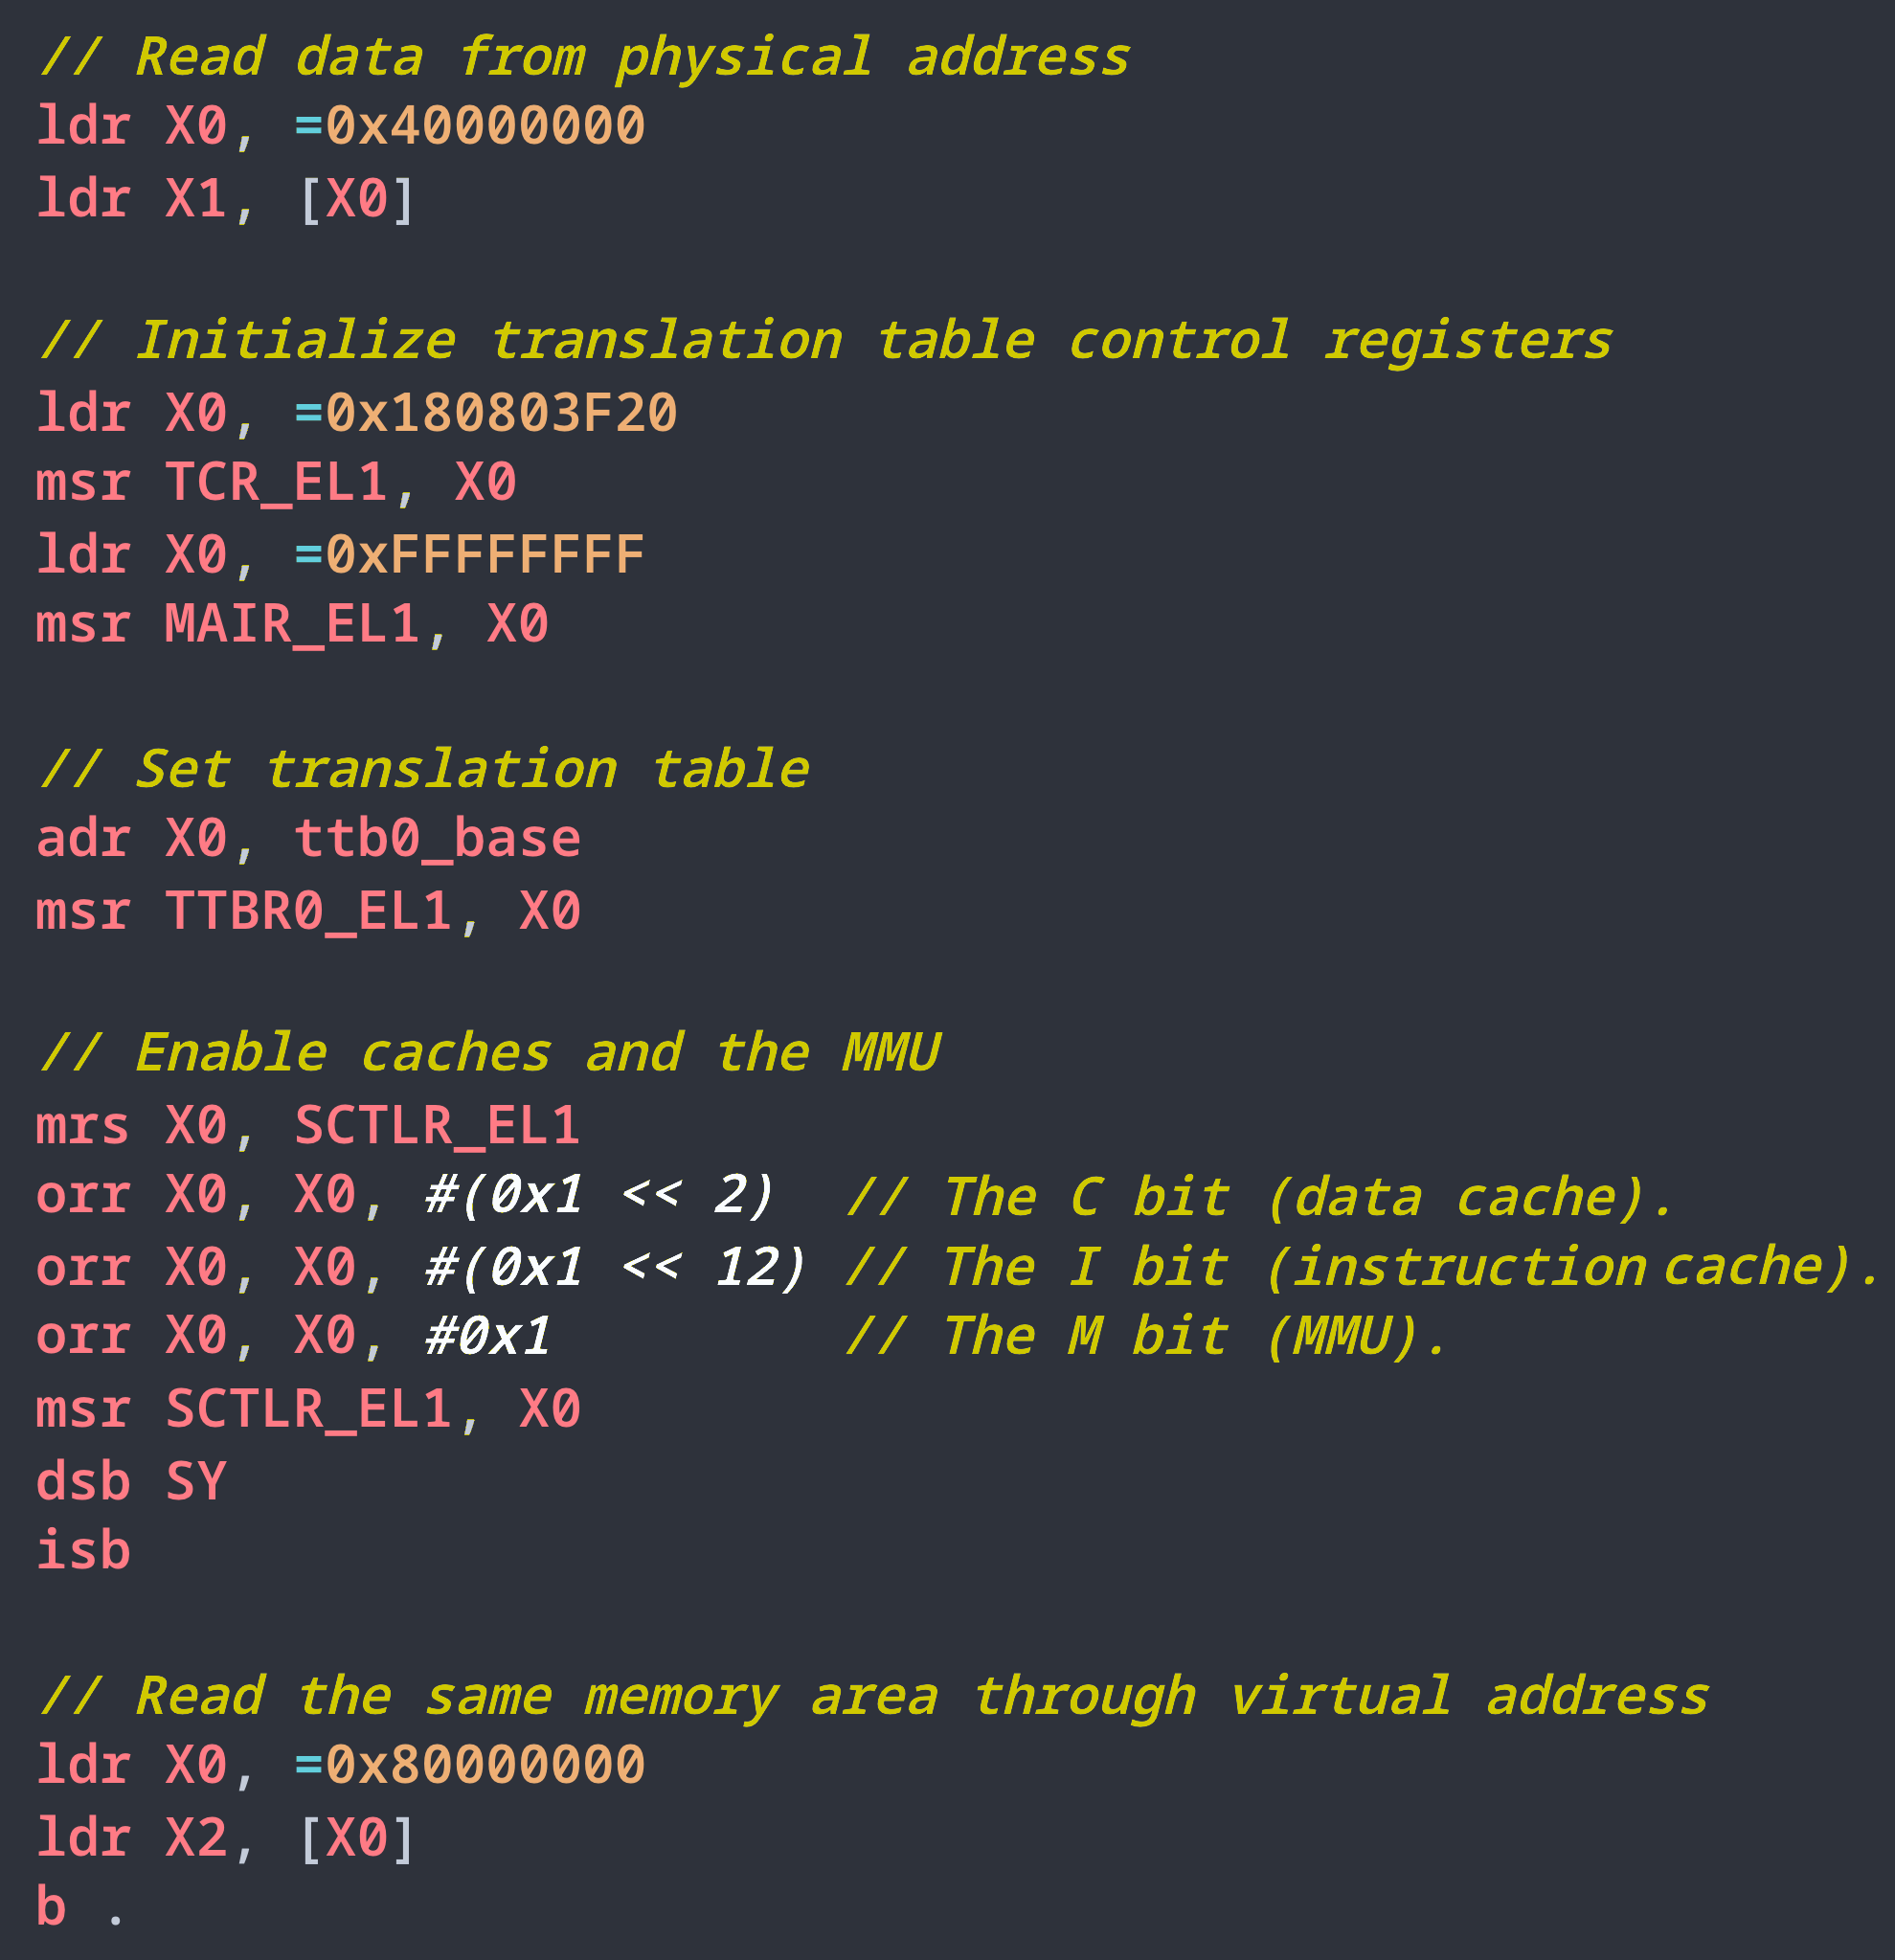 // Read data from physical address
ldr X0, =0x40000000
ldr X1, [X0]
// Initialize translation table control registers
ldr X0, =0x180803F20
msr TCR_EL1, X0
ldr X0, =0xFFFFFFFF
msr MAIR_EL1, X0
// Set translation table
adr X0, ttb0_base
msr TTBR0_EL1, X0
// Enable caches and the MMU
mrs X0, SCTLR_EL1
orr X0, X0, #(0x1 << 2)  // The C bit (data cache).
orr X0, X0, #(0x1 << 12) // The I bit (instruction cache).
orr X0, X0, #0x1         // The M bit (MMU).
msr SCTLR_EL1, X0
dsb SY
isb
// Read the same memory area through virtual address
ldr X0, =0x80000000
ldr X2, [X0]
b .